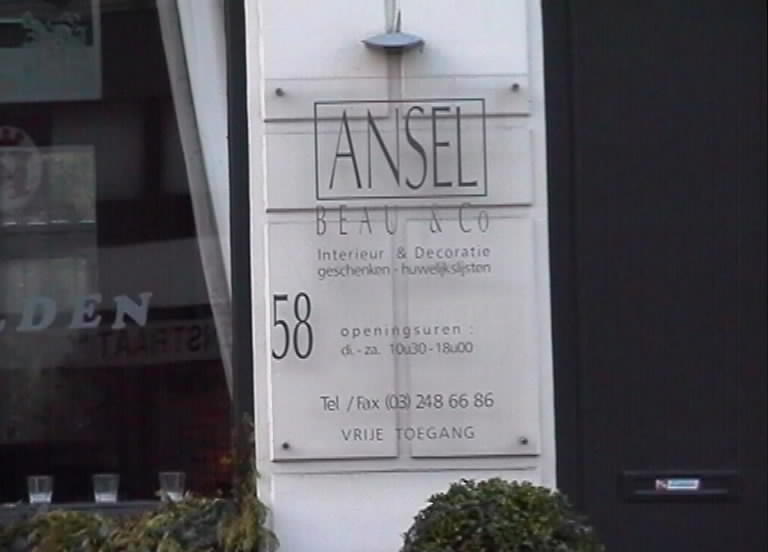 ANSEL
BEAU & Co
Interieur & Decoratie
geschenken - huwelijkslijsten
58
openingsuren :
di. - za. 10u30 - 18u00
Tel / Fax (03) 248 66 86
VRIJE TOEGANG
LDEN